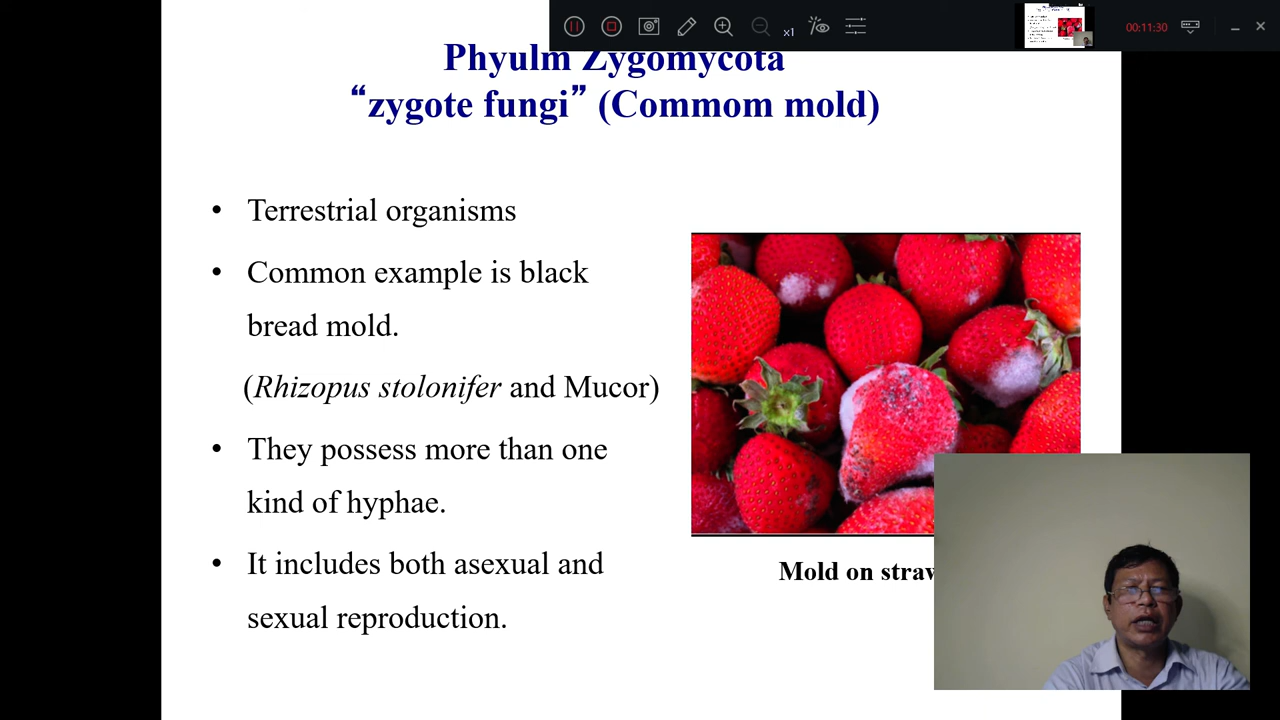 x1
00:11:30
Phyulm Zygomycota
“zygote fungi” (Commom mold)
• Terrestrial organisms
• Common example is black
bread mold.
(Rhizopus stolonifer and Mucor)
• They possess more than one
kind of hyphae.
• It includes both asexual and
sexual reproduction.
Mold on straw